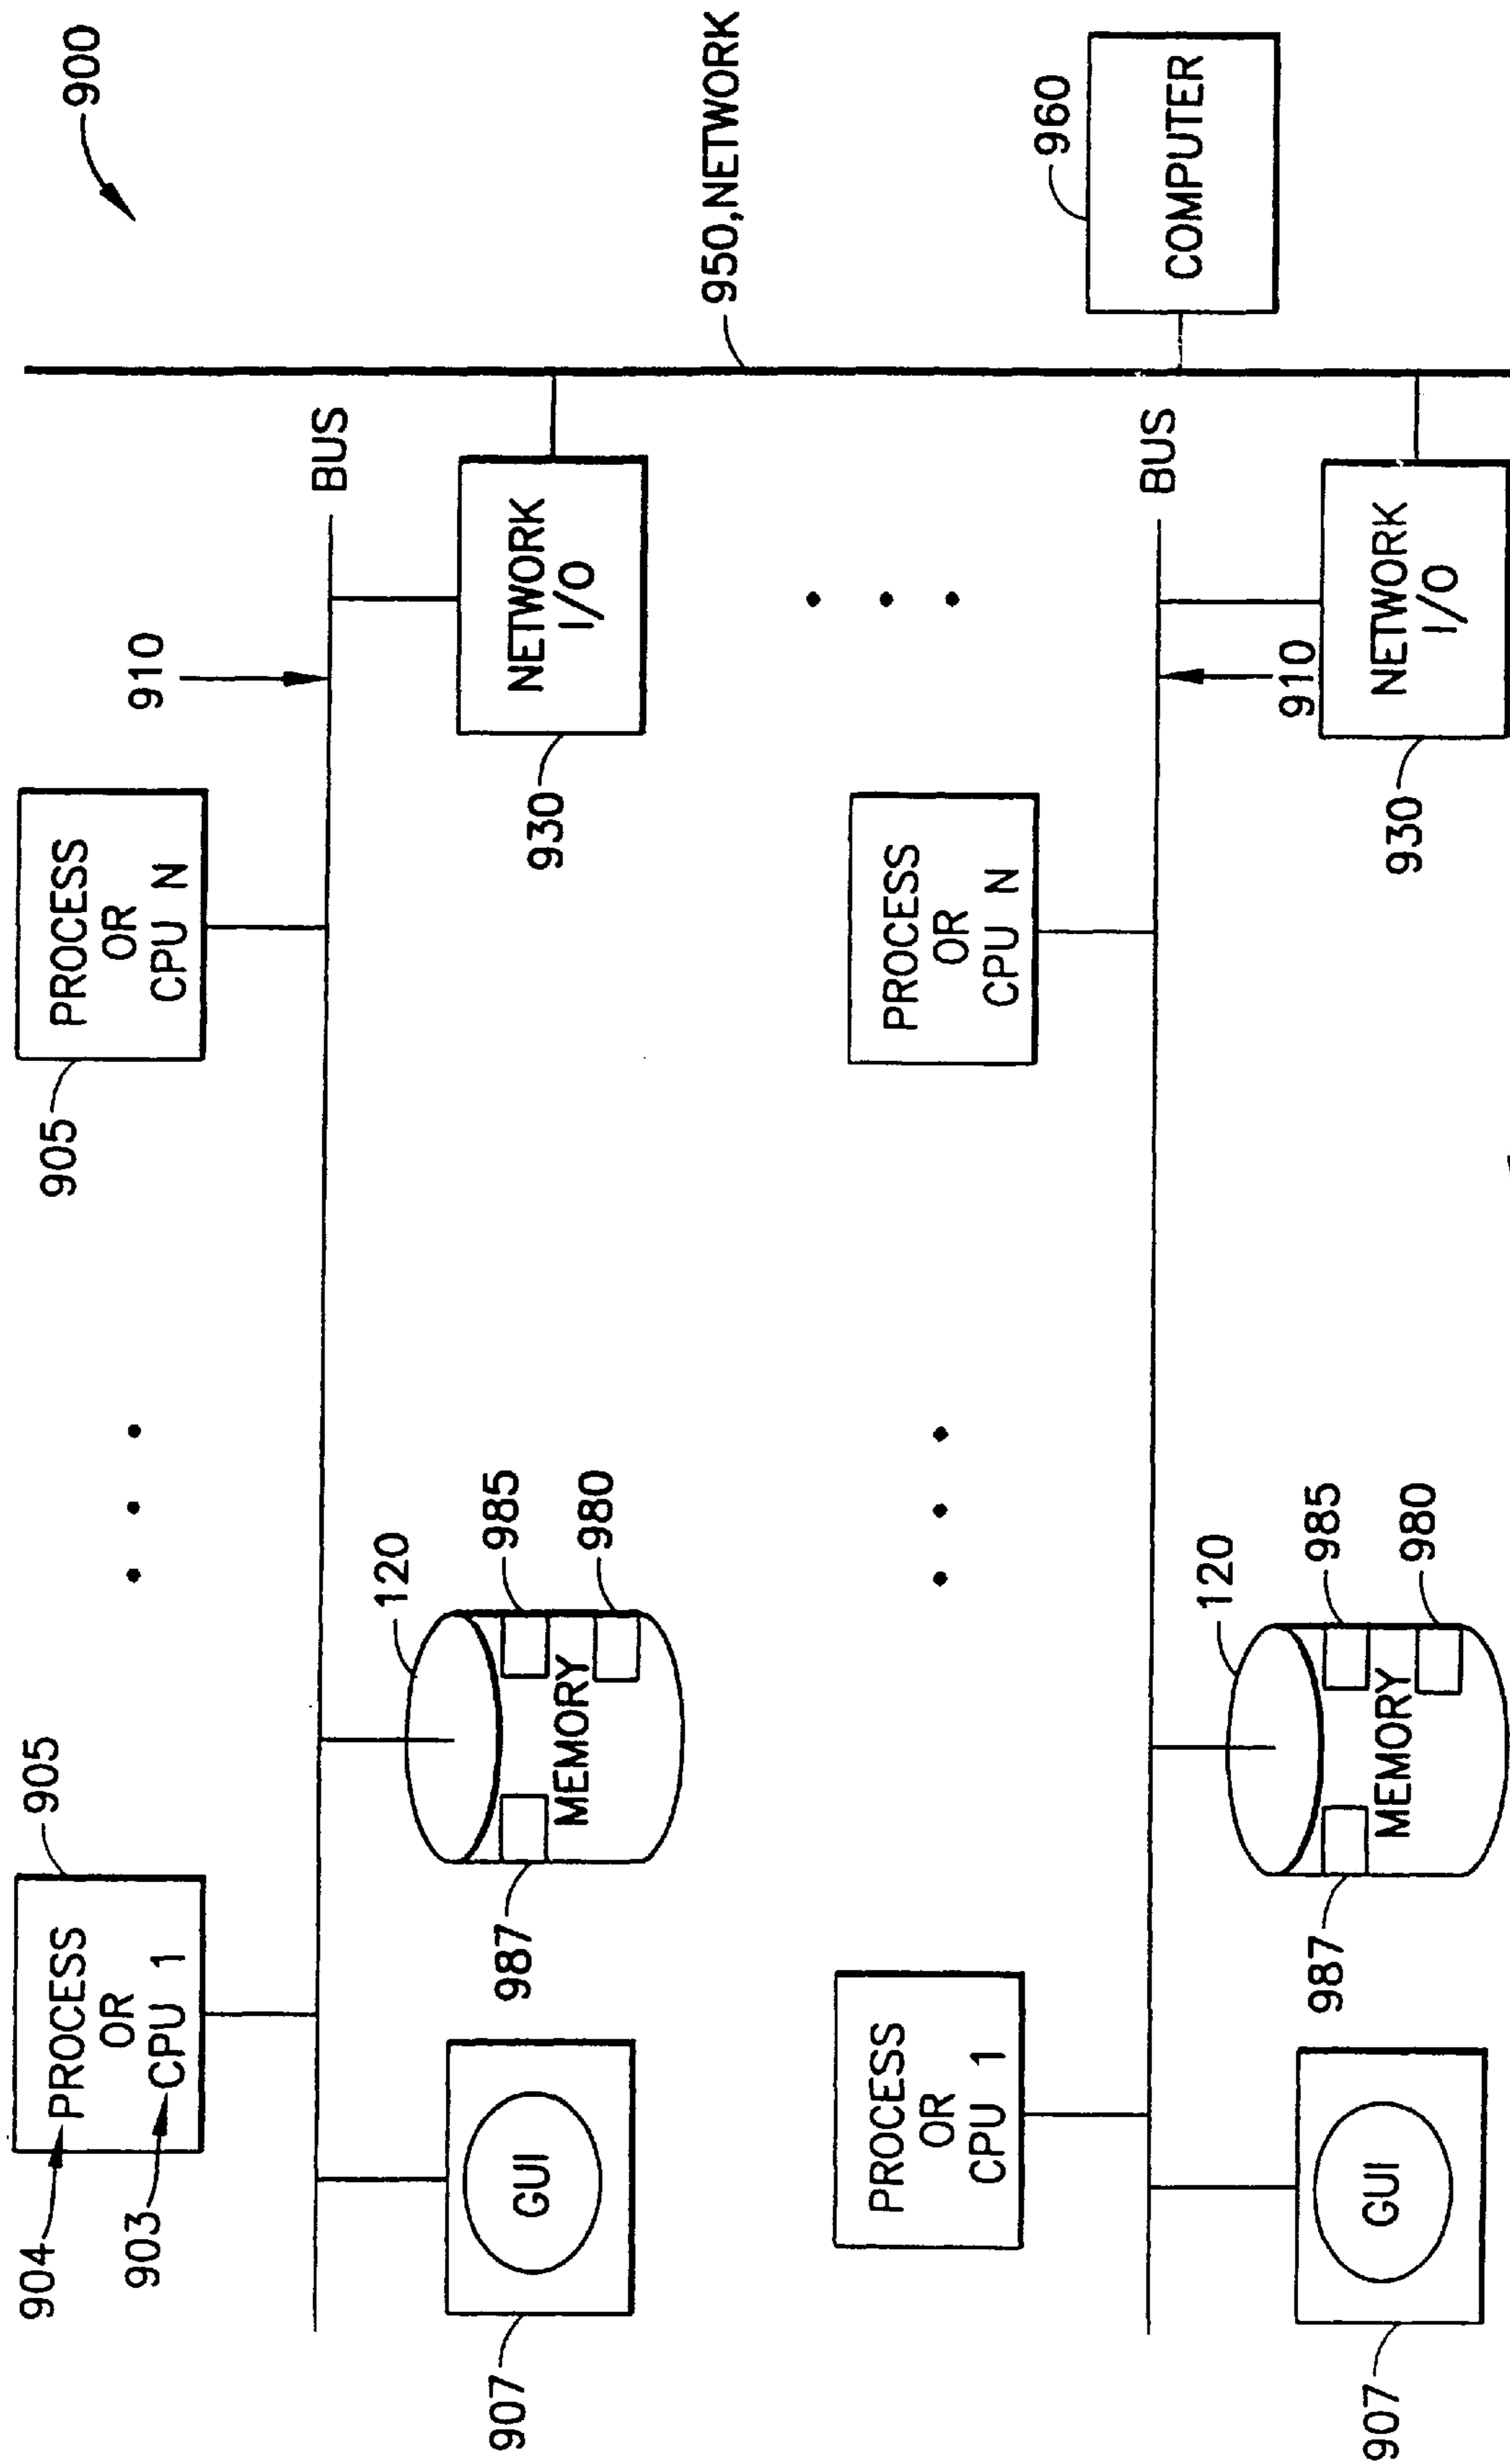 900
904
PROCESS
OR
CPU 1
903
905
905
PROCESS
OR
CPU N
910
BUS
907
GUI
987
MEMORY
120
985
980
930
NETWORK
I/O
950,NETWORK
PROCESS
OR
CPU 1
PROCESS
OR
CPU N
BUS
910
907
GUI
987
MEMORY
120
985
980
930
NETWORK
I/O
960
COMPUTER